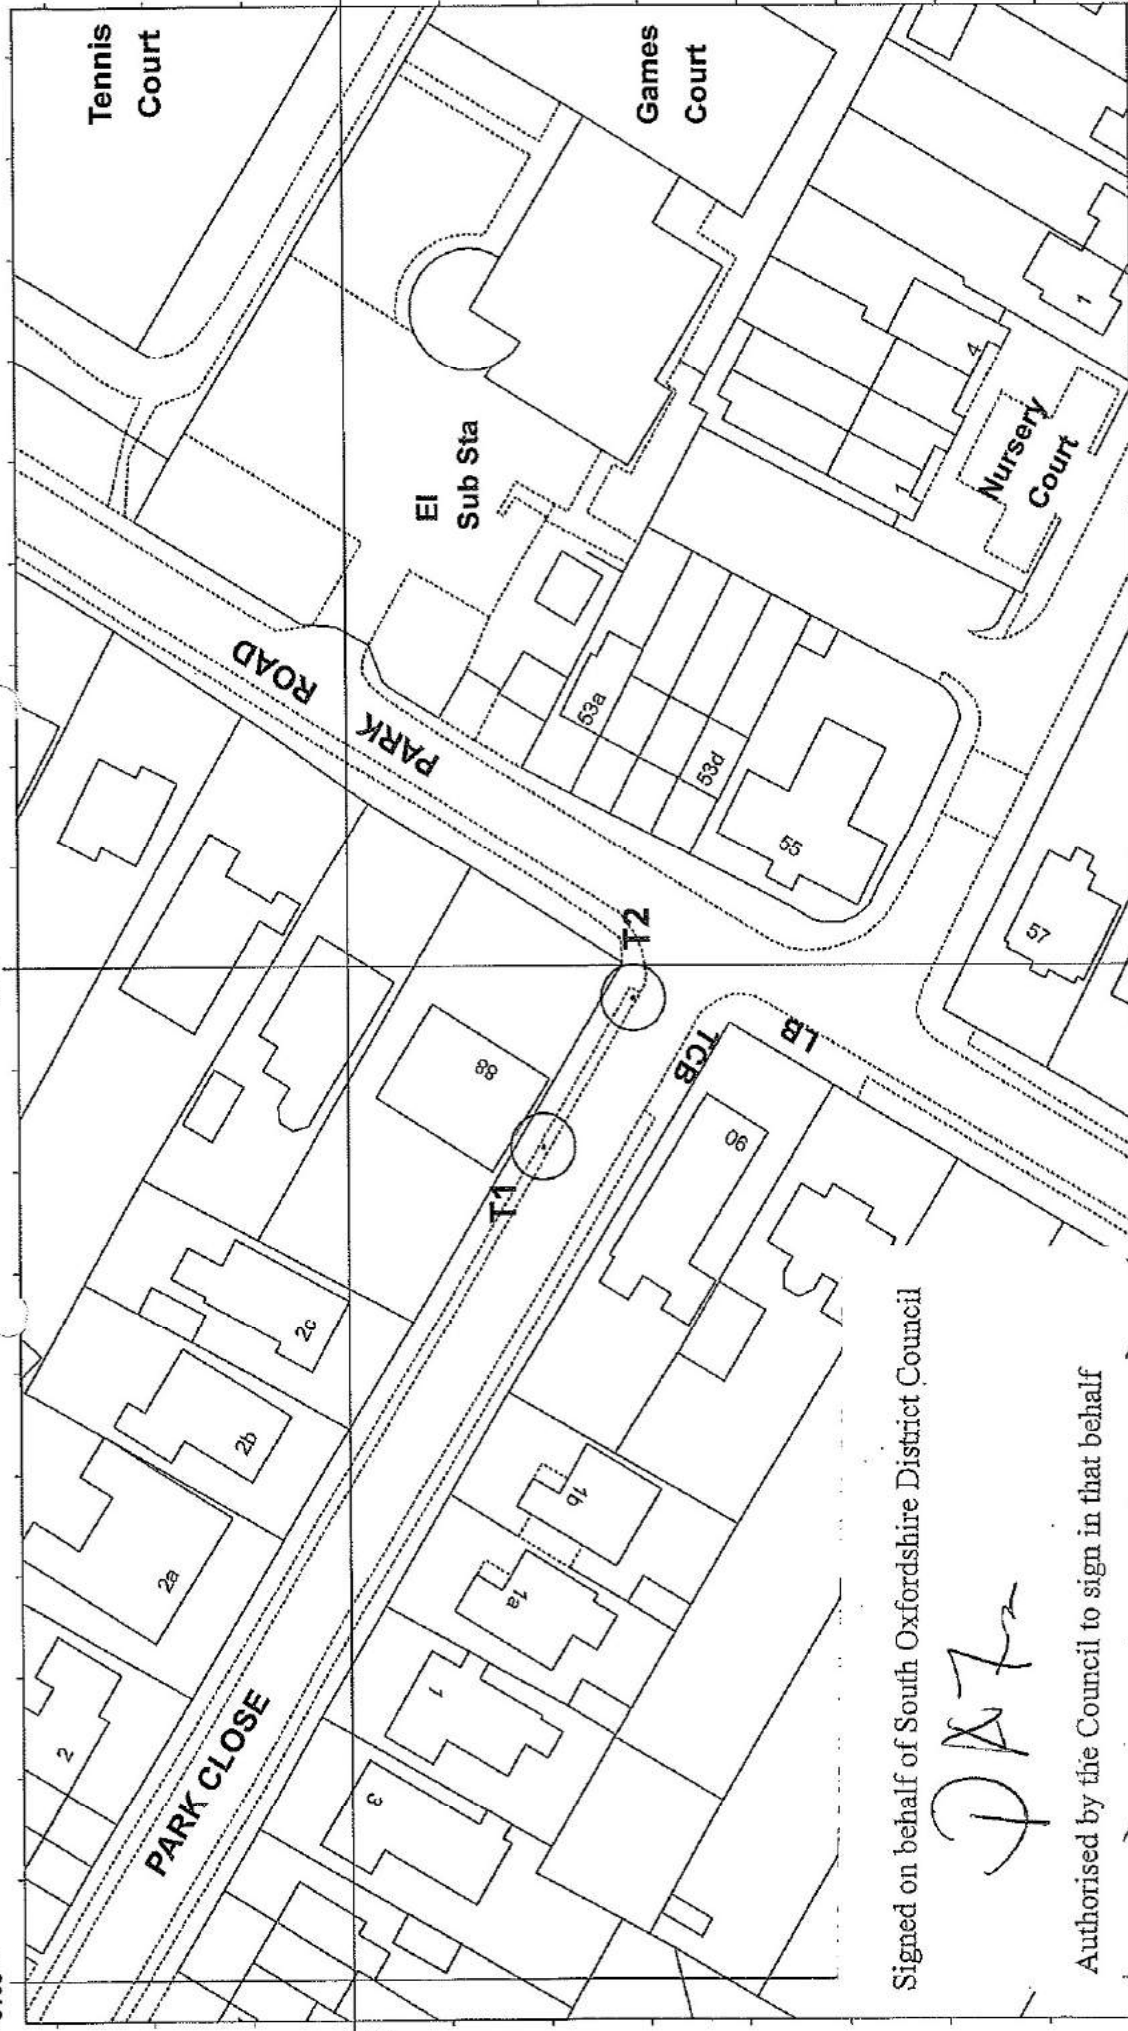 Tennis
Court
Games
Court
El
Sub Sta
PARK ROAD
53a
53d
55
57
Nursery
Court
1
4
1
T2
T1
TCB
LB
88
90
2c
2b
2a
2
PARK CLOSE
1b
1a
1
3
Signed on behalf of South Oxfordshire District Council
Authorised by the Council to sign in that behalf